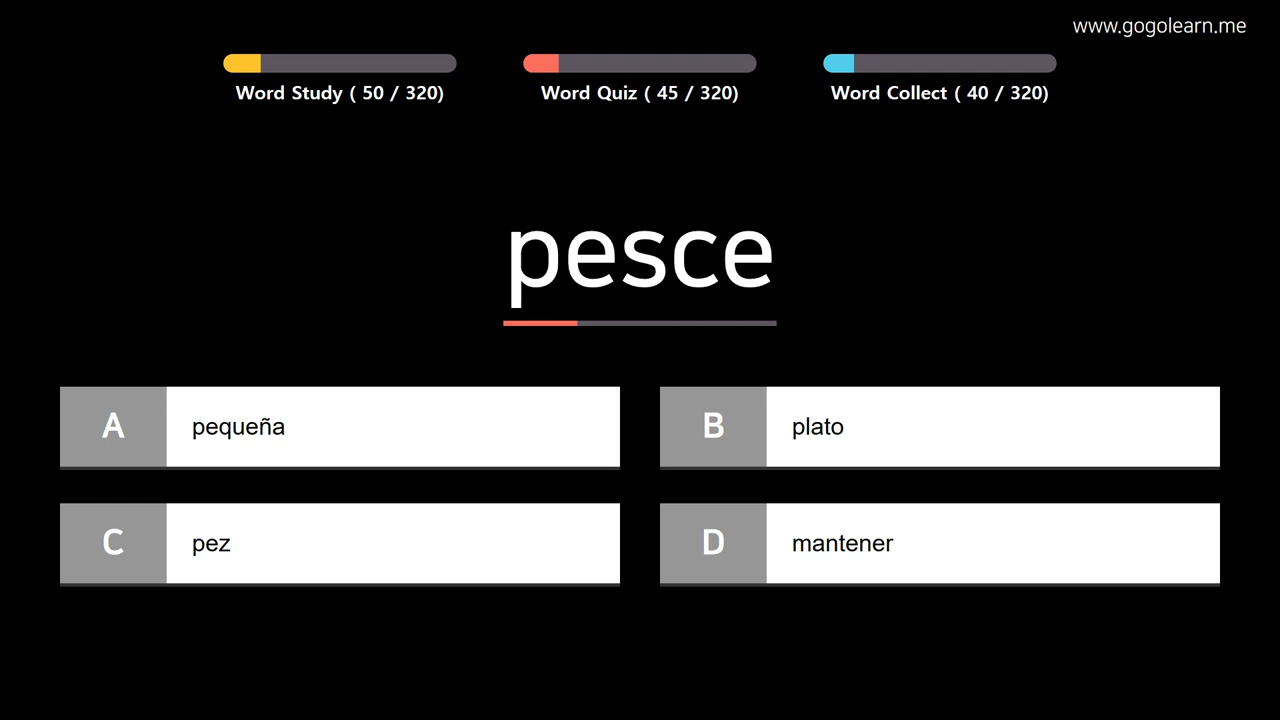 www.gogolearn.me
Word Study ( 50 / 320)
Word Quiz ( 45 / 320)
Word Collect ( 40 / 320)
pesce
A pequeña
B plato
C pez
D mantener